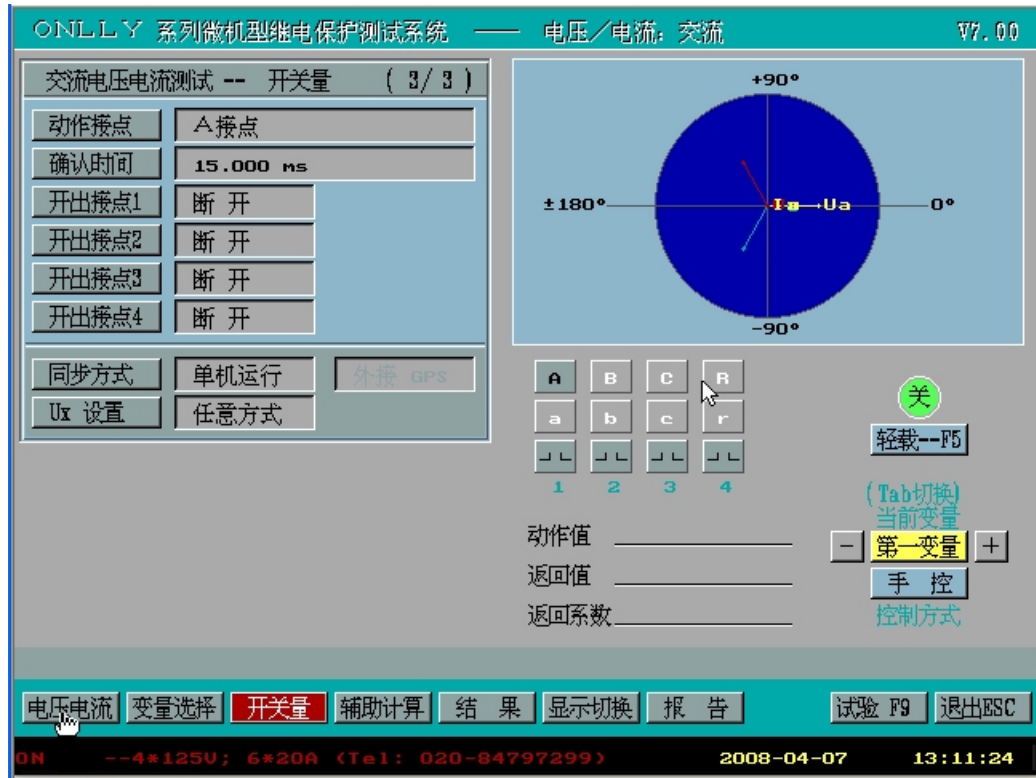 ONLLY 系列微机型继电保护测试系统 —— 电压/电流: 交流 V7.00
交流电压电流测试 -- 开关量 ( 3/ 3 )
动作接点 A接点
确认时间 15.000 ms
开出接点1 断 开
开出接点2 断 开
开出接点3 断 开
开出接点4 断 开
同步方式 单机运行 外接 GPS
Ux 设置 任意方式
+90°
±180° Ua 0°
-90°
A B C R
a b c r
1 2 3 4
关
轻载--F5
(Tab切换)
当前变量
- 第一变量 +
手 控
控制方式
动作值
返回值
返回系数
电压电流 变量选择 开关量 辅助计算 结 果 显示切换 报 告 试验 F9 退出ESC
ON --4*125V; 6*20A (Tel: 020-84797299) 2008-04-07 13:11:24